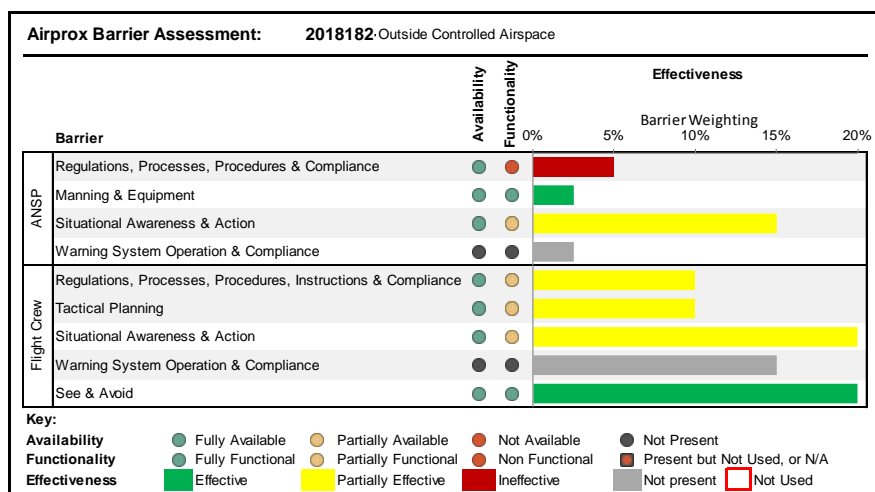 Airprox Barrier Assessment: 2018182-Outside Controlled Airspace
Availability
Functionality
Effectiveness
Barrier Weighting
Barrier
0% 5% 10% 15% 20%
ANSP
Regulations, Processes, Procedures & Compliance
Manning & Equipment
Situational Awareness & Action
Warning System Operation & Compliance
Flight Crew
Regulations, Processes, Procedures, Instructions & Compliance
Tactical Planning
Situational Awareness & Action
Warning System Operation & Compliance
See & Avoid
Key:
Availability Fully Available Partially Available Not Available Not Present
Functionality Fully Functional Partially Functional Non Functional Present but Not Used, or N/A
Effectiveness Effective Partially Effective Ineffective Not present Not Used